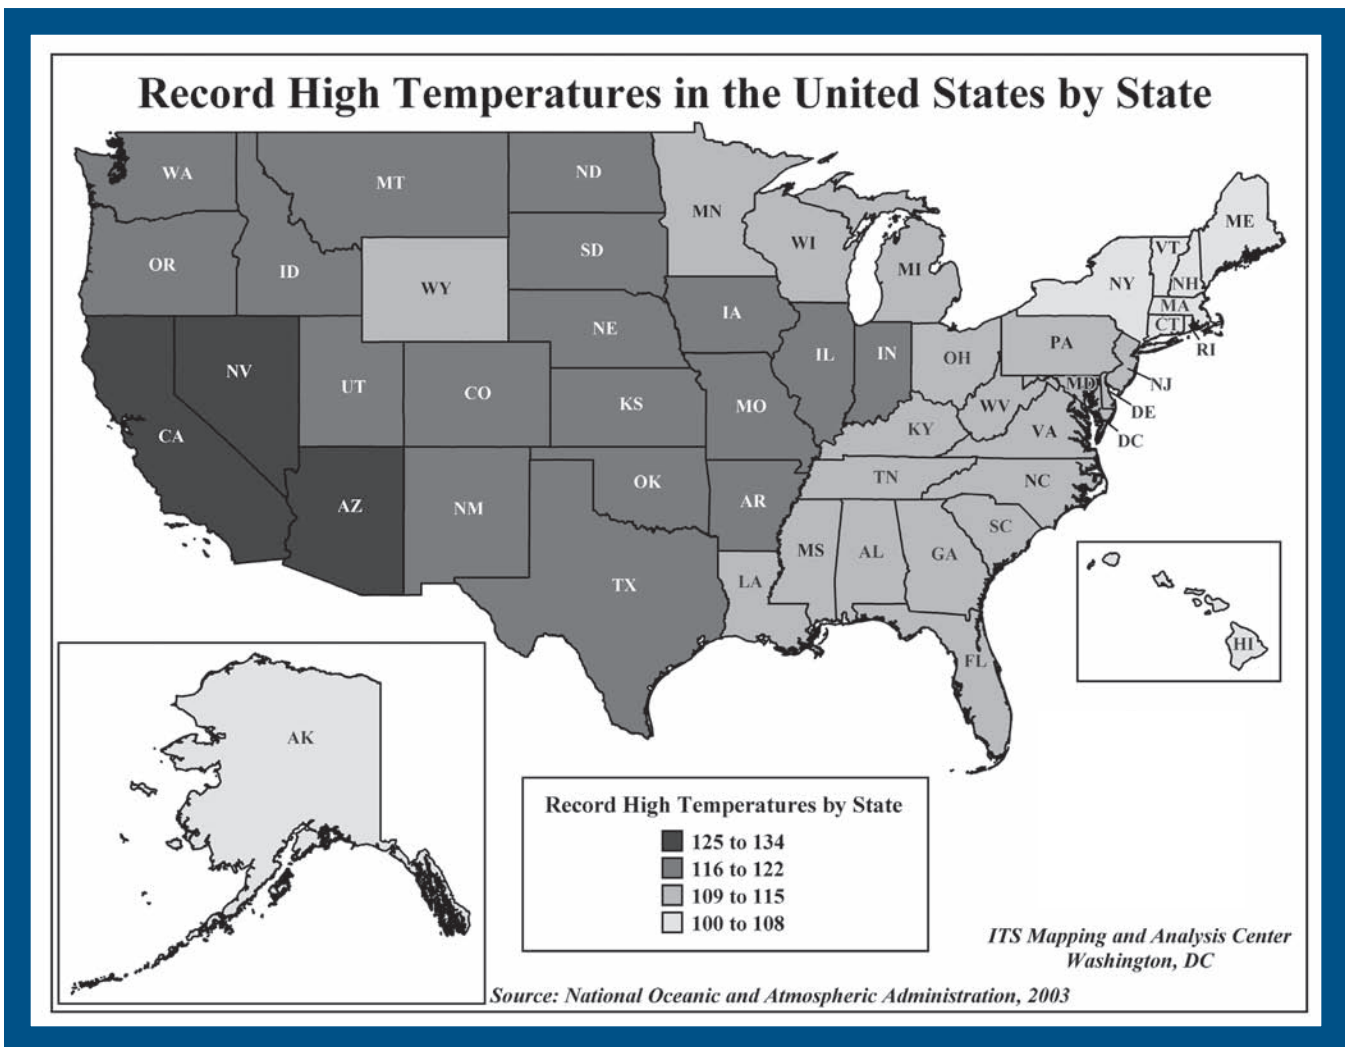 Record High Temperatures in the United States by State
WA
MT
ND
MN
ME
OR
ID
SD
WI
MI
VT
NH
NY
WY
MA
CT
RI
NE
IA
IL
IN
OH
PA
NJ
NV
UT
CO
KS
MO
WV
MD
DE
VA
DC
CA
KY
AZ
NM
OK
AR
TN
NC
SC
TX
LA
MS
AL
GA
FL
HI
AK
Record High Temperatures by State
125 to 134
116 to 122
109 to 115
100 to 108
ITS Mapping and Analysis Center
Washington, DC
Source: National Oceanic and Atmospheric Administration, 2003